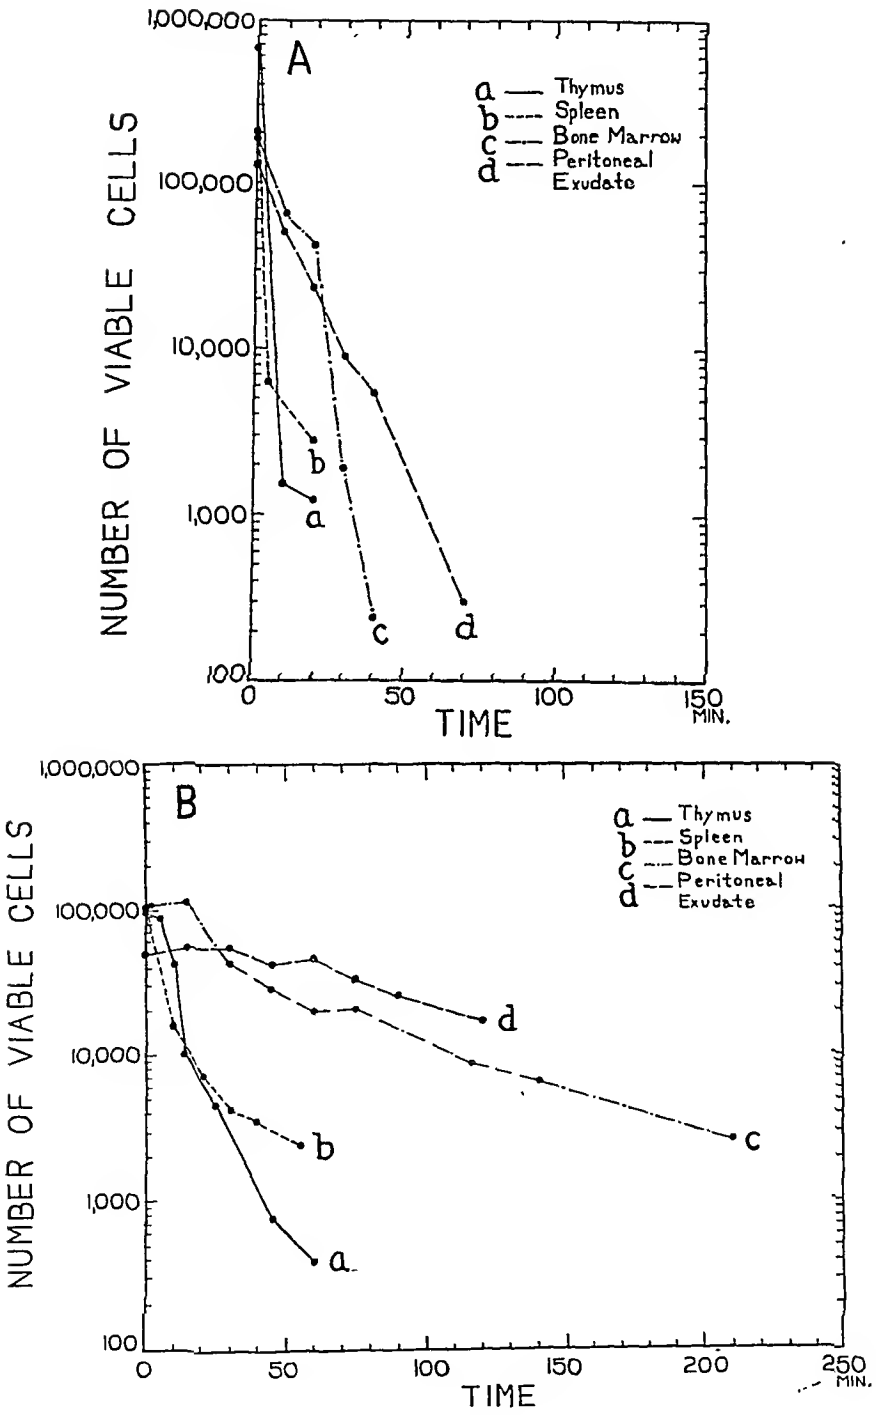 1,000,000
A
a Thymus
b Spleen
c Bone Marrow
d Peritoneal
Exudate
NUMBER OF VIABLE CELLS
100,000
10,000
b
1,000
a
c
d
100
0 50 100 150
TIME
MIN.
1,000,000
B
a Thymus
b Spleen
c Bone Marrow
d Peritoneal
Exudate
NUMBER OF VIABLE CELLS
100,000
d
10,000
b
c
1,000
a
100
0 50 100 150 200 250
TIME
MIN.